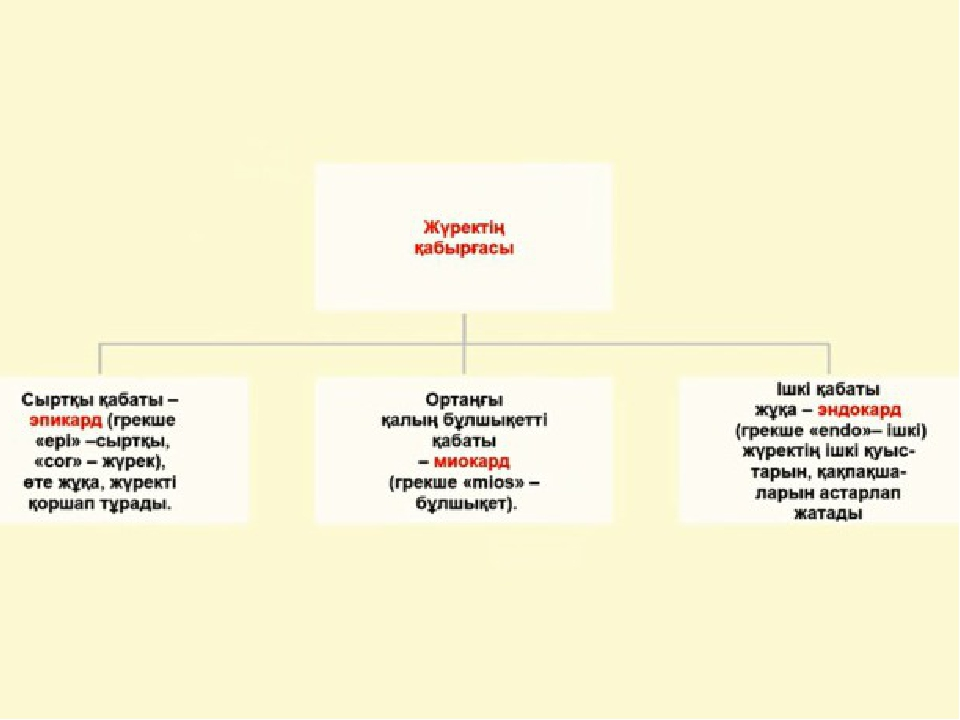 Жүректің
қабырғасы
Сыртқы қабаты –
эпикард (грекше
«epi» –сыртқы,
«cor» – жүрек),
өте жұқа, жүректі
қоршап тұрады.
Ортаңғы
қалың бұлшықетті
қабаты
– миокард
(грекше «mios» –
бұлшықет).
Ішкі қабаты
жұқа – эндокард
(грекше «endo»– ішкі)
жүректің ішкі қуыс-
тарын, қақпақша-
ларын астарлап
жатады